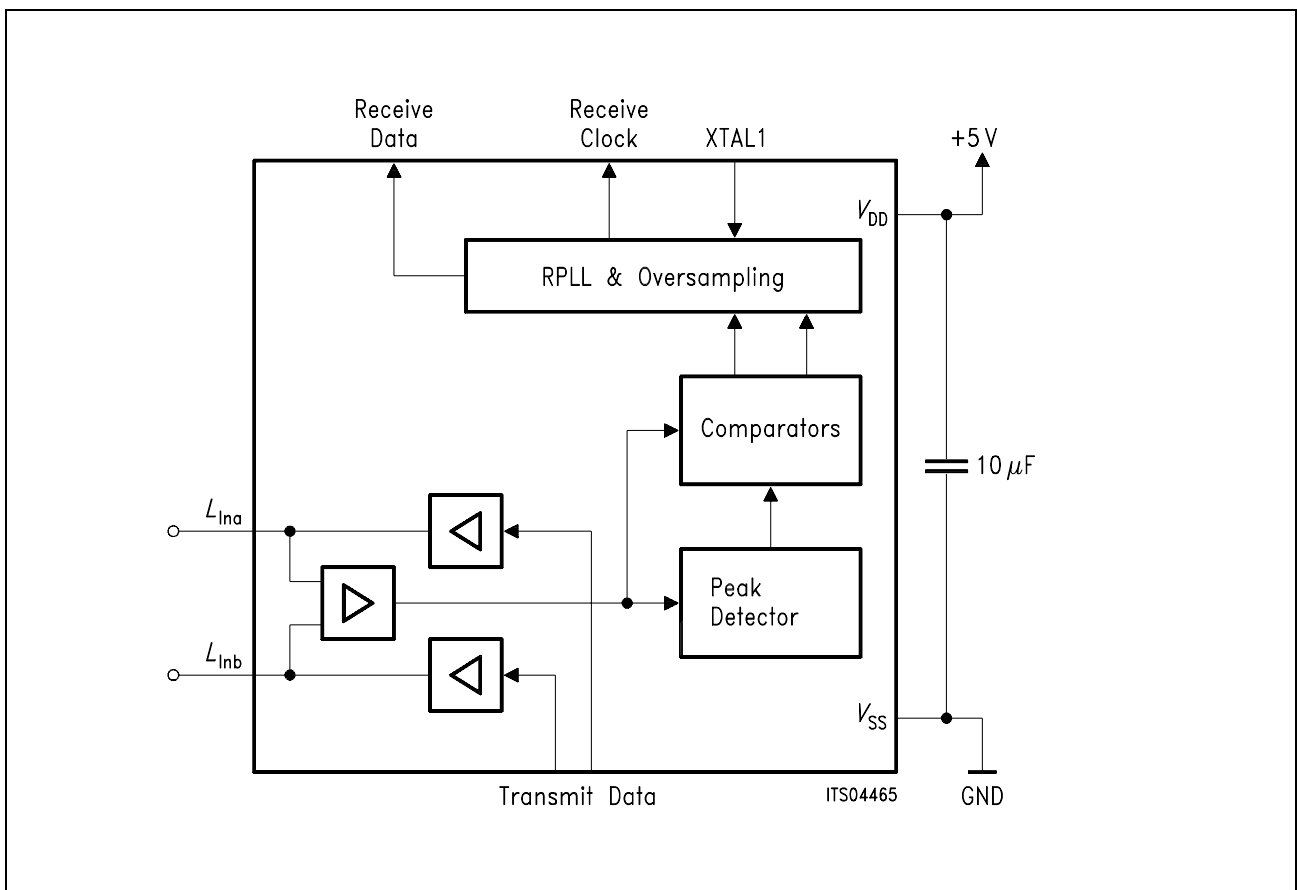 Receive
Data
Receive
Clock
XTAL1
+5 V
VDD
RPLL & Oversampling
Comparators
10 µF
LIna
Peak
Detector
LInb
VSS
Transmit Data
ITS04465
GND